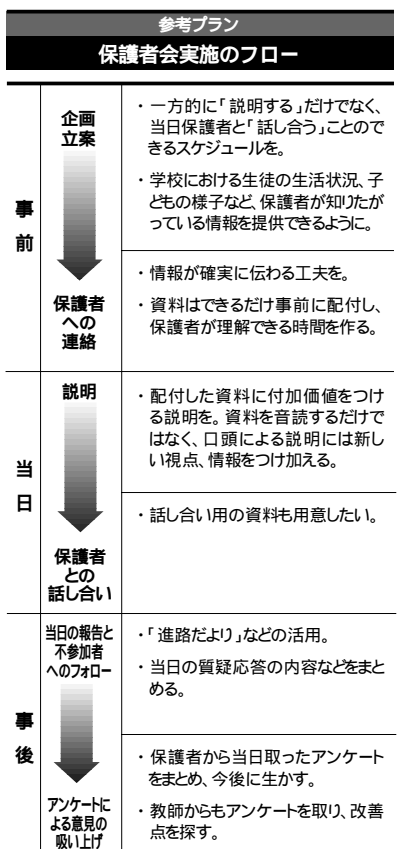 参考プラン
保護者会実施のフロー
事前
企画
立案
・一方的に「説明する」だけでなく、
当日保護者と「話し合う」ことので
きるスケジュールを。
・学校における生徒の生活状況、子
どもの様子など、保護者が知りたが
っている情報を提供できるように。
保護者
への
連絡
・情報が確実に伝わる工夫を。
・資料はできるだけ事前に配付し、
保護者が理解できる時間を作る。
当日
説明
・配付した資料に付加価値をつけ
る説明を。資料を音読するだけで
はなく、口頭による説明には新し
い視点、情報をつけ加える。
保護者
との
話し合い
・話し合い用の資料も用意したい。
事後
当日の報告と
不参加者
へのフォロー
・「進路だより」などの活用。
・当日の質疑応答の内容などをまと
める。
アンケートに
よる意見の
吸い上げ
・保護者から当日取ったアンケート
をまとめ、今後に生かす。
・教師からもアンケートを取り、改善
点を探す。